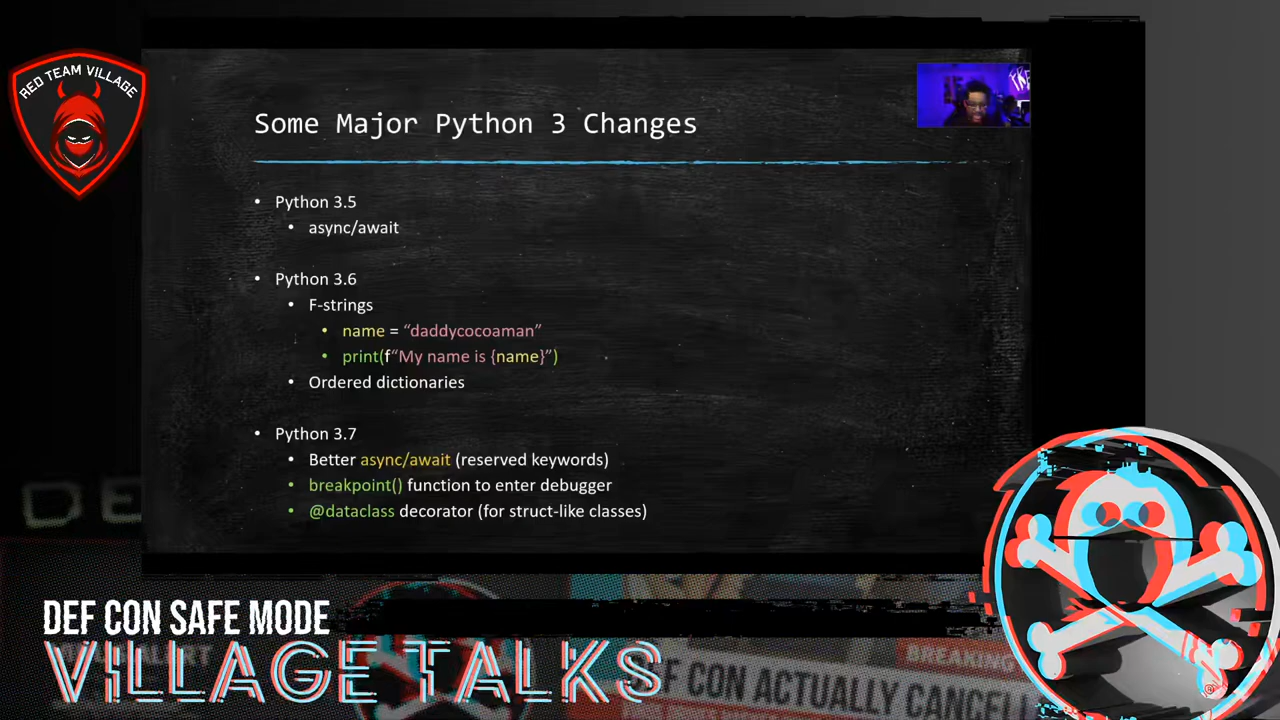 RED TEAM VILLAGE
Some Major Python 3 Changes
• Python 3.5
• async/await
• Python 3.6
• F-strings
• name = “daddycocoaman”
• print(f“My name is {name}”)
• Ordered dictionaries
• Python 3.7
• Better async/await (reserved keywords)
• breakpoint() function to enter debugger
• @dataclass decorator (for struct-like classes)
DEF CON SAFE MODE
VILLAGE TALKS
BREAKING
DEF CON ACTUALLY CANCELL